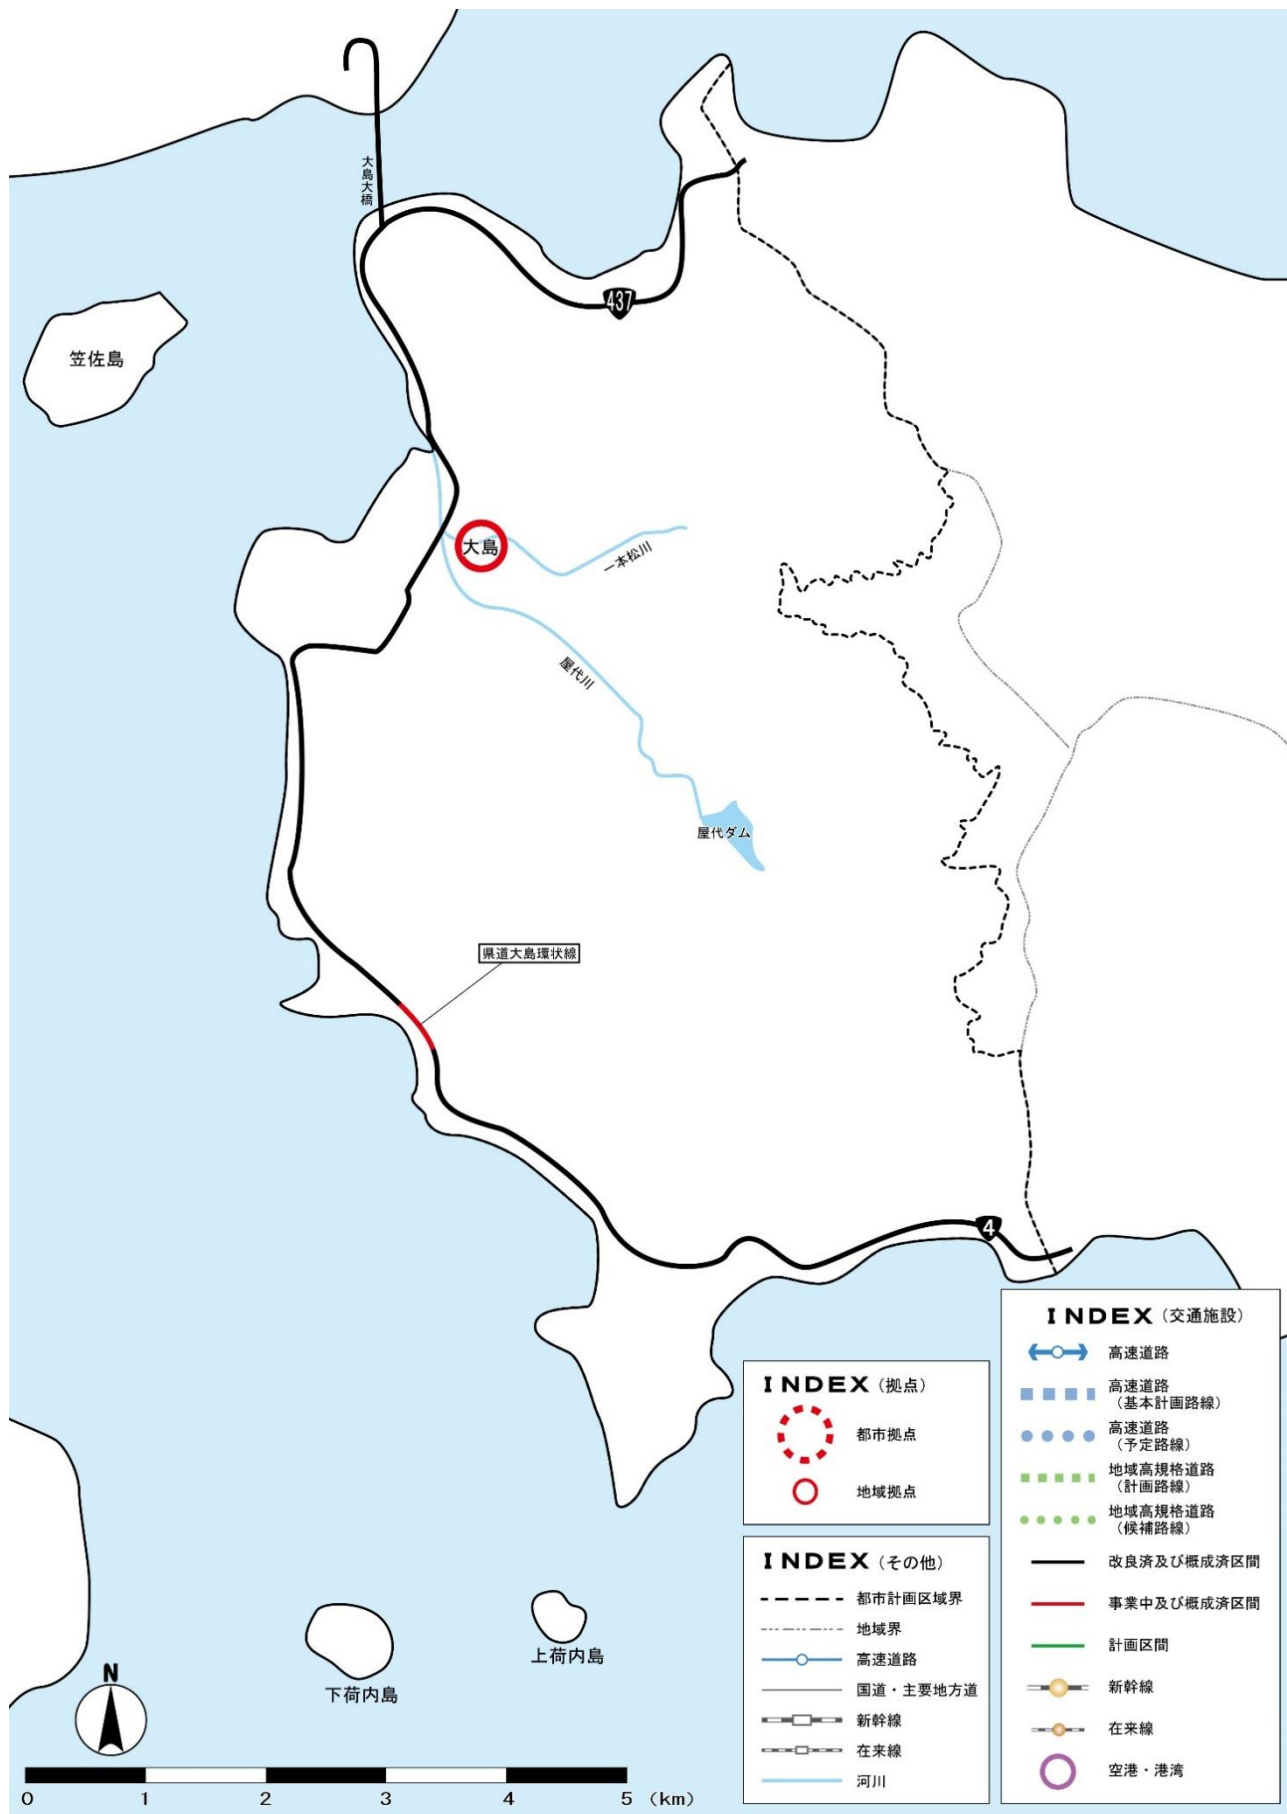 大島大橋
437
笠佐島
大島
一本松川
屋代川
屋代ダム
県道大島環状線
4
上荷内島
下荷内島
N
0 1 2 3 4 5 (km)
INDEX（拠点）
都市拠点
地域拠点
INDEX（その他）
都市計画区域界
地域界
高速道路
国道・主要地方道
新幹線
在来線
河川
INDEX（交通施設）
高速道路
高速道路
（基本計画路線）
高速道路
（予定路線）
地域高規格道路
（計画路線）
地域高規格道路
（候補路線）
改良済及び概成済区間
事業中及び概成済区間
計画区間
新幹線
在来線
空港・港湾